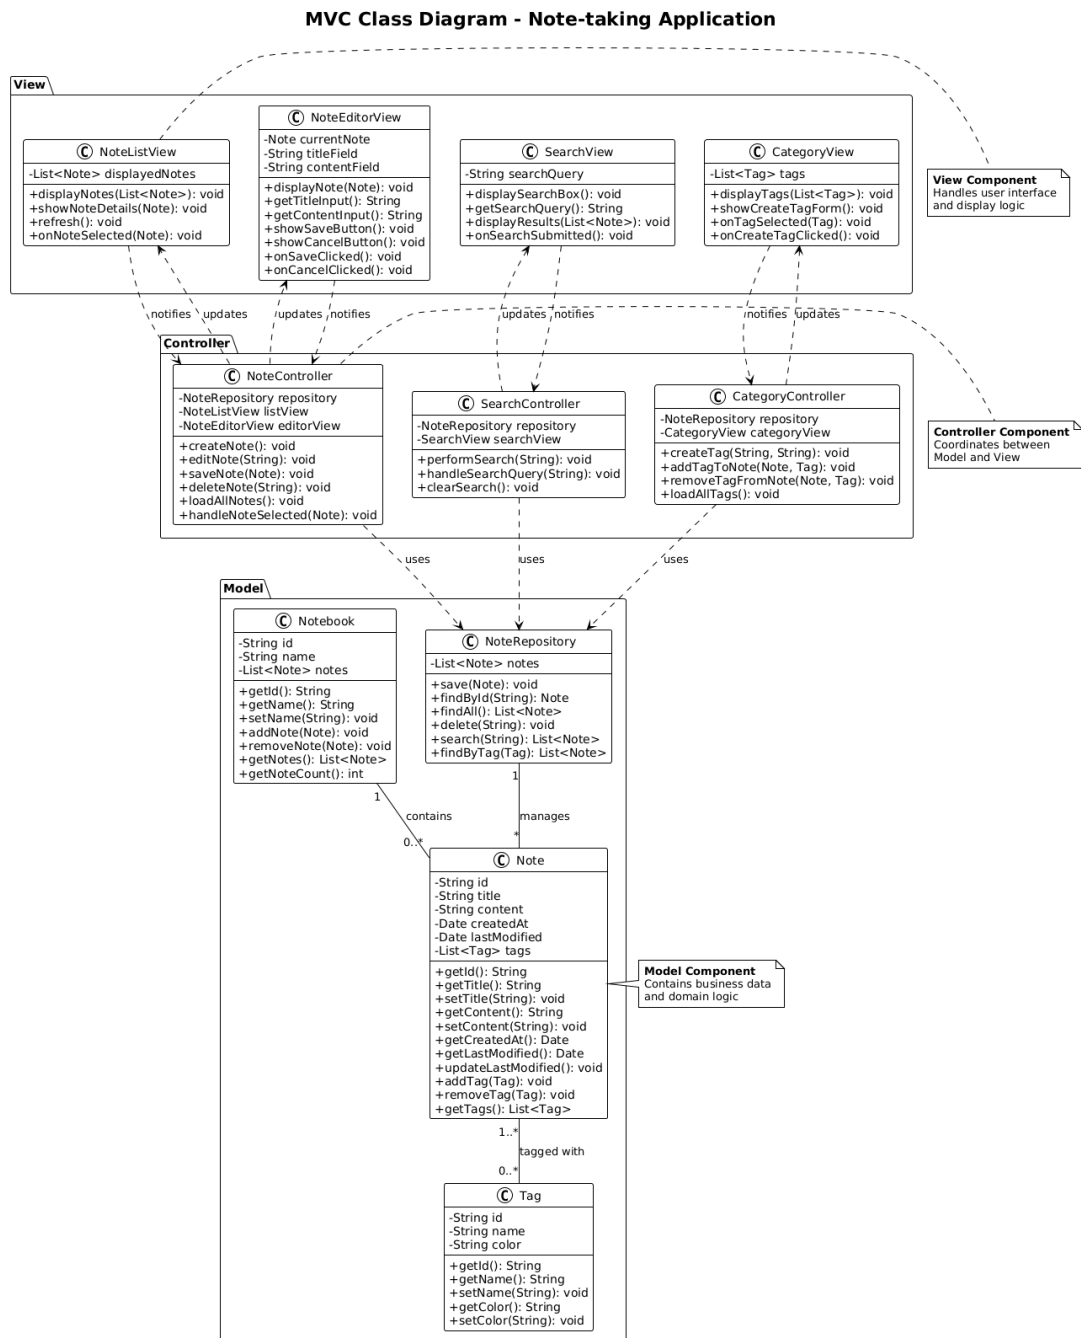 MVC Class Diagram - Note-taking Application
View
C NoteListView
-List<Note> displayedNotes
+displayNotes(List<Note>): void
+showNoteDetails(Note): void
+refresh(): void
+onNoteSelected(Note): void
C NoteEditorView
-Note currentNote
-String titleField
-String contentField
+displayNote(Note): void
+getTitleInput(): String
+getContentInput(): String
+showSaveButton(): void
+showCancelButton(): void
+onSaveClicked(): void
+onCancelClicked(): void
C SearchView
-String searchQuery
+displaySearchBox(): void
+getSearchQuery(): String
+displayResults(List<Note>): void
+onSearchSubmitted(): void
C CategoryView
-List<Tag> tags
+displayTags(List<Tag>): void
+showCreateTagForm(): void
+onTagSelected(Tag): void
+onCreateTagClicked(): void
View Component
Handles user interface
and display logic
notifies
updates
updates
notifies
updates
notifies
notifies
updates
Controller
C NoteController
-NoteRepository repository
-NoteListView listView
-NoteEditorView editorView
+createNote(): void
+editNote(String): void
+saveNote(Note): void
+deleteNote(String): void
+loadAllNotes(): void
+handleNoteSelected(Note): void
C SearchController
-NoteRepository repository
-SearchView searchView
+performSearch(String): void
+handleSearchQuery(String): void
+clearSearch(): void
C CategoryController
-NoteRepository repository
-CategoryView categoryView
+createTag(String, String): void
+addTagToNote(Note, Tag): void
+removeTagFromNote(Note, Tag): void
+loadAllTags(): void
Controller Component
Coordinates between
Model and View
uses
uses
uses
Model
C Notebook
-String id
-String name
-List<Note> notes
+getId(): String
+getName(): String
+setName(String): void
+addNote(Note): void
+removeNote(Note): void
+getNotes(): List<Note>
+getNoteCount(): int
C NoteRepository
-List<Note> notes
+save(Note): void
+findById(String): Note
+findAll(): List<Note>
+delete(String): void
+search(String): List<Note>
+findByTag(Tag): List<Note>
1
contains
0..*
1
manages
*
C Note
-String id
-String title
-String content
-Date createdAt
-Date lastModified
-List<Tag> tags
+getId(): String
+getTitle(): String
+setTitle(String): void
+getContent(): String
+setContent(String): void
+getCreatedAt(): Date
+getLastModified(): Date
+updateLastModified(): void
+addTag(Tag): void
+removeTag(Tag): void
+getTags(): List<Tag>
Model Component
Contains business data
and domain logic
1..*
tagged with
0..*
C Tag
-String id
-String name
-String color
+getId(): String
+getName(): String
+setName(String): void
+getColor(): String
+setColor(String): void